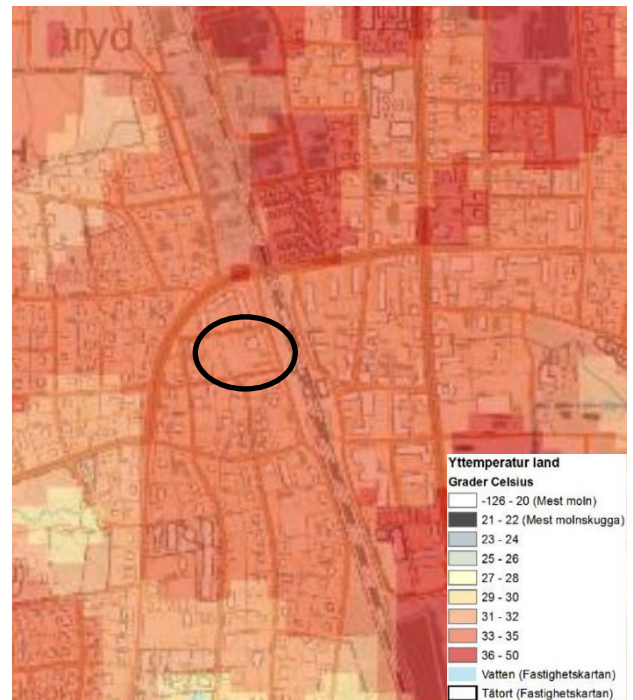 aryd
Yttemperatur land
Grader Celsius
-126 - 20 (Mest moln)
21 - 22 (Mest molnskugga)
23 - 24
25 - 26
27 - 28
29 - 30
31 - 32
33 - 35
36 - 50
Vatten (Fastighetskartan)
Tätort (Fastighetskartan)